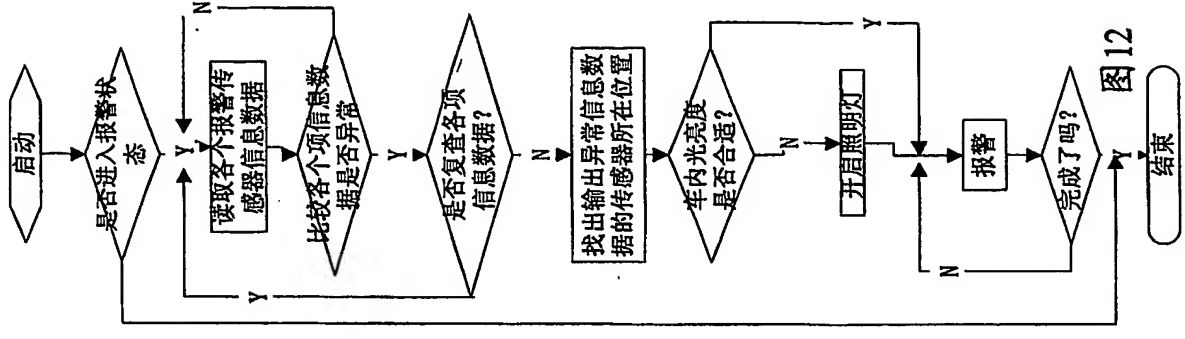 启动
是否进入报警状
态
Y
读取各个报警传
感器信息数据
N
比较各个项信息数
据是否异常
Y
是否复查各项
信息数据?
Y
N
找出输出异常信息数
据的传感器所在位置
车内光亮度
是否合适?
Y
N
开启照明灯
报警
完成了吗?
N
Y
结束
图12